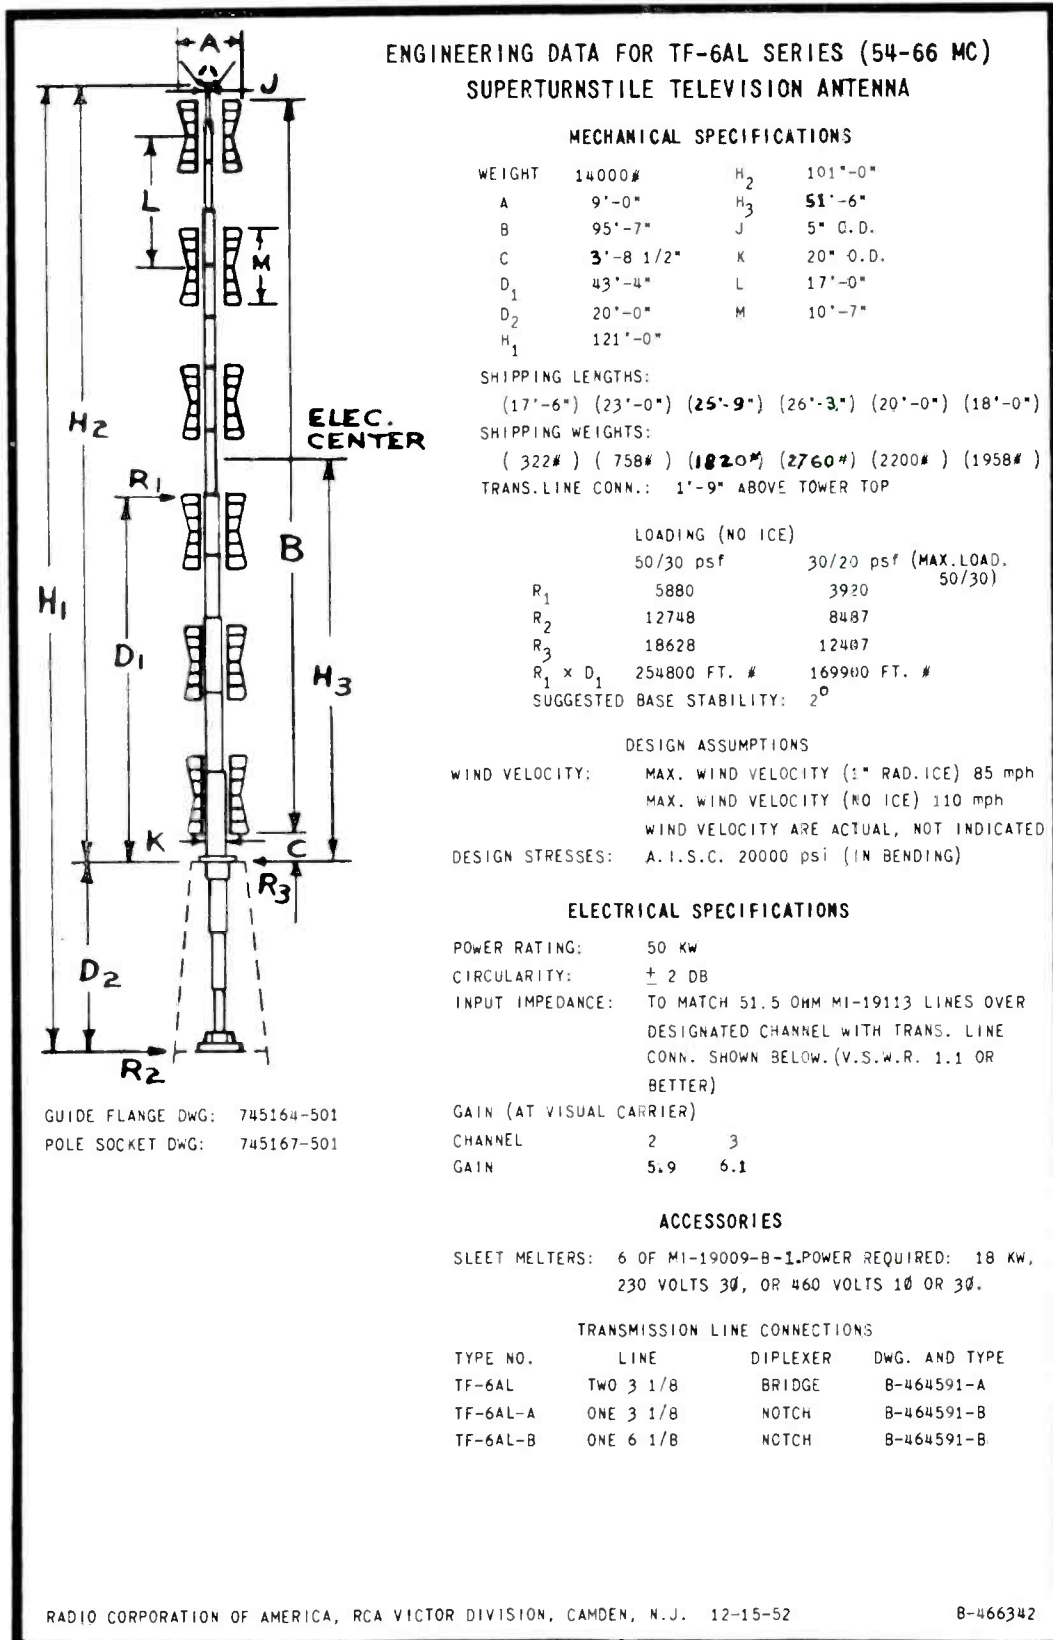 ENGINEERING DATA FOR TF-6AL SERIES (54-66 MC)
SUPERTURNSTILE TELEVISION ANTENNA
MECHANICAL SPECIFICATIONS
WEIGHT 14000# H2 101'-0"
A 9'-0" H3 51'-6"
B 95'-7" J 5" O.D.
C 3'-8 1/2" K 20" O.D.
D1 43'-4" L 17'-0"
D2 20'-0" M 10'-7"
H1 121'-0"
SHIPPING LENGTHS:
(17'-6") (23'-0") (25'-9") (26'-3") (20'-0") (18'-0")
SHIPPING WEIGHTS:
( 322# ) ( 758# ) (1820#) (2760#) (2200# ) (1958# )
TRANS.LINE CONN.: 1'-9" ABOVE TOWER TOP
LOADING (NO ICE)
50/30 psf 30/20 psf (MAX.LOAD.
50/30)
R1 5880 3920
R2 12748 8487
R3 18628 12407
R1 x D1 254800 FT. # 169900 FT. #
SUGGESTED BASE STABILITY: 2°
DESIGN ASSUMPTIONS
WIND VELOCITY: MAX. WIND VELOCITY (1" RAD.ICE) 85 mph
MAX. WIND VELOCITY (NO ICE) 110 mph
WIND VELOCITY ARE ACTUAL, NOT INDICATED
DESIGN STRESSES: A.I.S.C. 20000 psi (IN BENDING)
ELECTRICAL SPECIFICATIONS
POWER RATING: 50 KW
CIRCULARITY: ± 2 DB
INPUT IMPEDANCE: TO MATCH 51.5 OHM MI-19113 LINES OVER
DESIGNATED CHANNEL WITH TRANS. LINE
CONN. SHOWN BELOW.(V.S.W.R. 1.1 OR
BETTER)
GAIN (AT VISUAL CARRIER)
CHANNEL 2 3
GAIN 5.9 6.1
ACCESSORIES
SLEET MELTERS: 6 OF MI-19009-B-1.POWER REQUIRED: 18 KW,
230 VOLTS 3Ø, OR 460 VOLTS 1Ø OR 3Ø.
TRANSMISSION LINE CONNECTIONS
TYPE NO. LINE DIPLEXER DWG. AND TYPE
TF-6AL TWO 3 1/8 BRIDGE B-464591-A
TF-6AL-A ONE 3 1/8 NOTCH B-464591-B
TF-6AL-B ONE 6 1/8 NOTCH B-464591-B
A
J
L
M
H2
ELEC.
CENTER
R1
B
H1
D1
H3
K
C
R3
D2
R2
GUIDE FLANGE DWG: 745164-501
POLE SOCKET DWG: 745167-501
RADIO CORPORATION OF AMERICA, RCA VICTOR DIVISION, CAMDEN, N.J. 12-15-52 B-466342